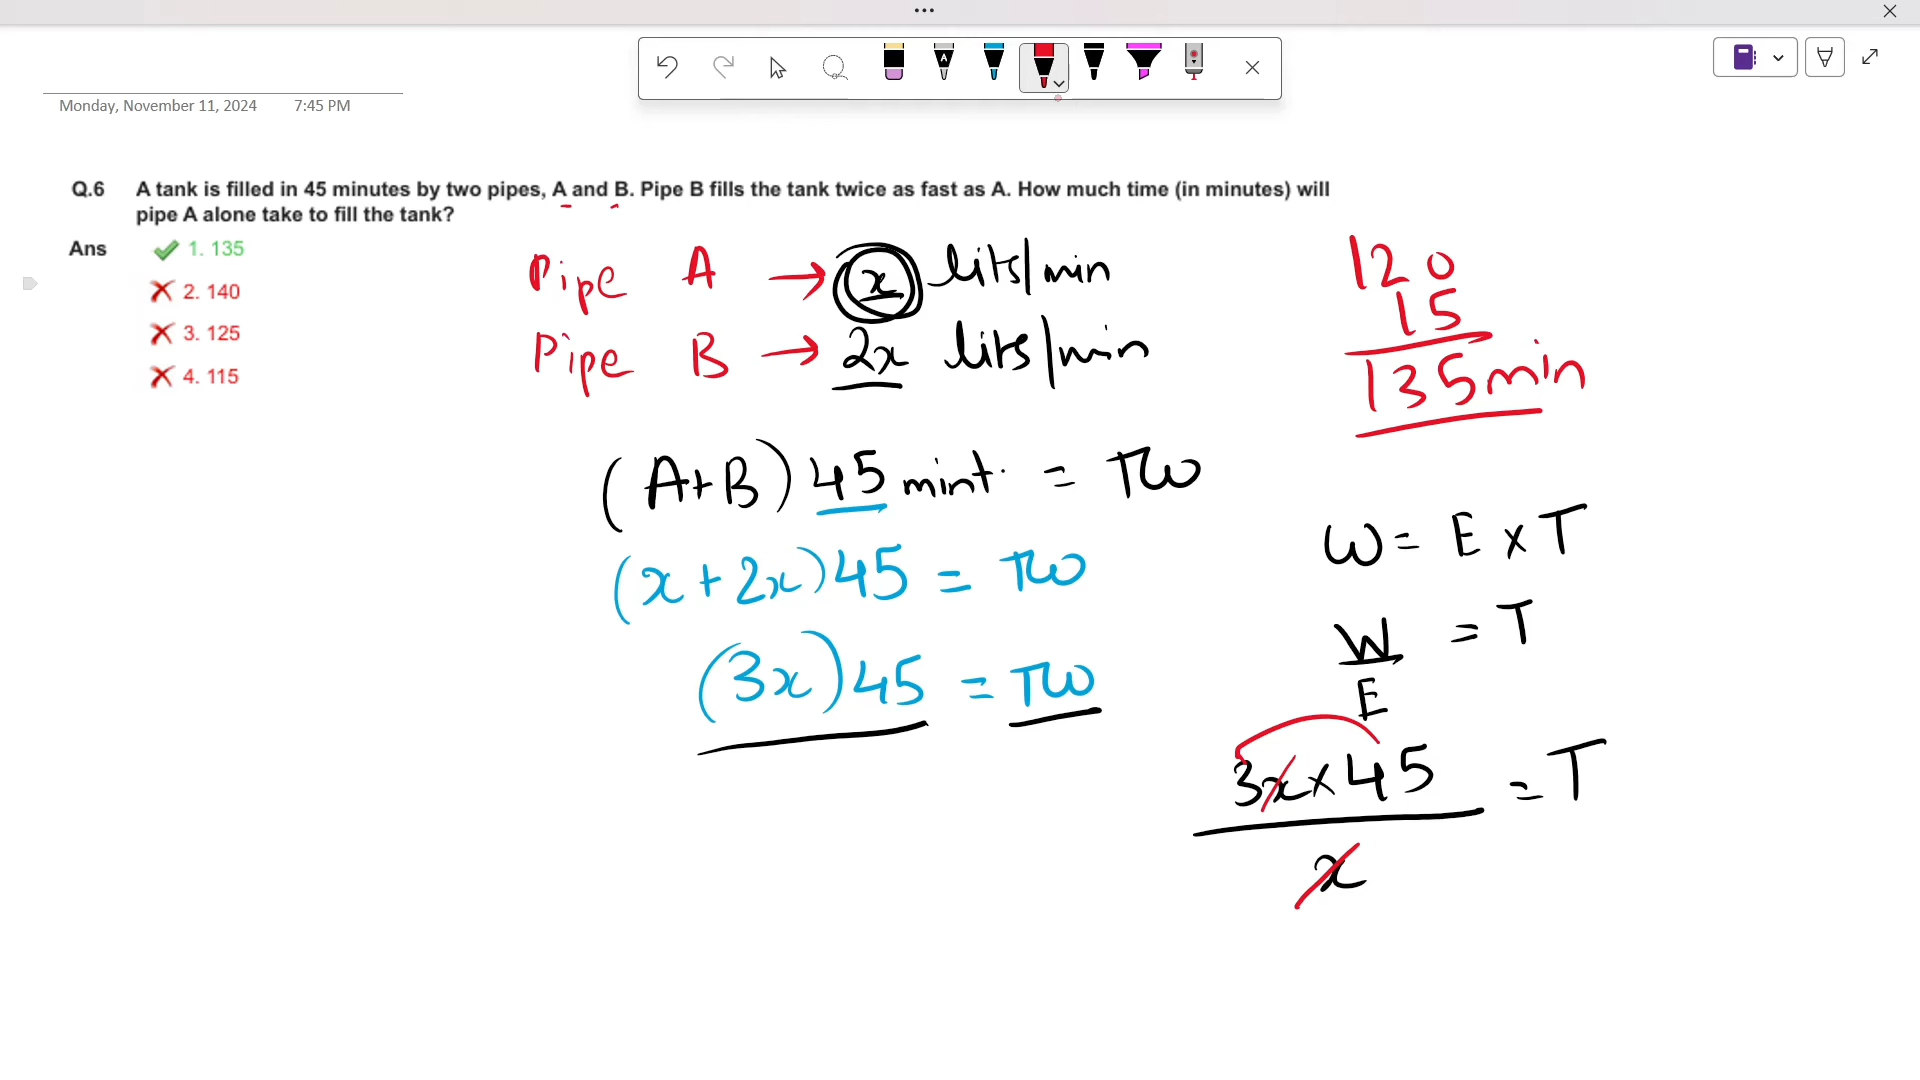 Monday, November 11, 2024 7:45 PM
Q.6 A tank is filled in 45 minutes by two pipes, A and B. Pipe B fills the tank twice as fast as A. How much time (in minutes) will
pipe A alone take to fill the tank?
Ans 1. 135
2. 140
3. 125
4. 115
Pipe A → x lits/min
Pipe B → 2x lits/min
120
15
135min
(A+B) 45 mint. = TW
(x+2x)45 = TW
(3x)45 = TW
W = E x T
W = T
E
3x x 45 = T
x